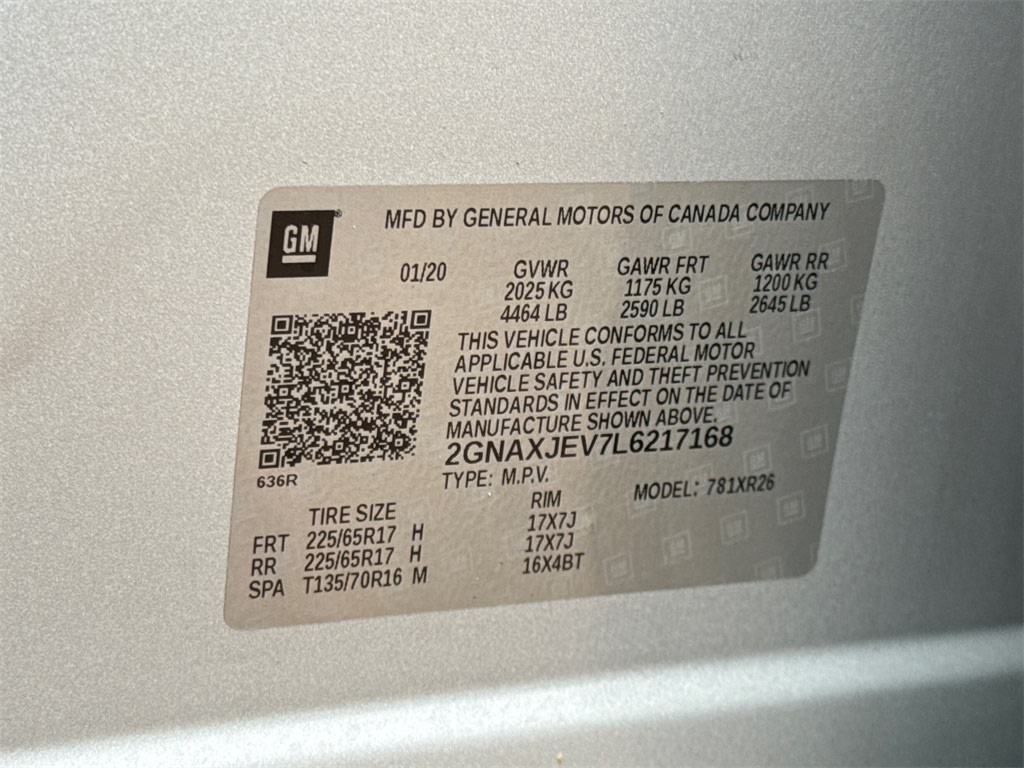 GM®
MFD BY GENERAL MOTORS OF CANADA COMPANY
01/20 GVWR GAWR FRT GAWR RR
2025 KG 1175 KG 1200 KG
4464 LB 2590 LB 2645 LB
THIS VEHICLE CONFORMS TO ALL
APPLICABLE U.S. FEDERAL MOTOR
VEHICLE SAFETY AND THEFT PREVENTION
STANDARDS IN EFFECT ON THE DATE OF
MANUFACTURE SHOWN ABOVE.
2GNAXJEV7L6217168
636R
TYPE: M.P.V. MODEL: 781XR26
TIRE SIZE RIM
FRT 225/65R17 H 17X7J
RR 225/65R17 H 17X7J
SPA T135/70R16 M 16X4BT